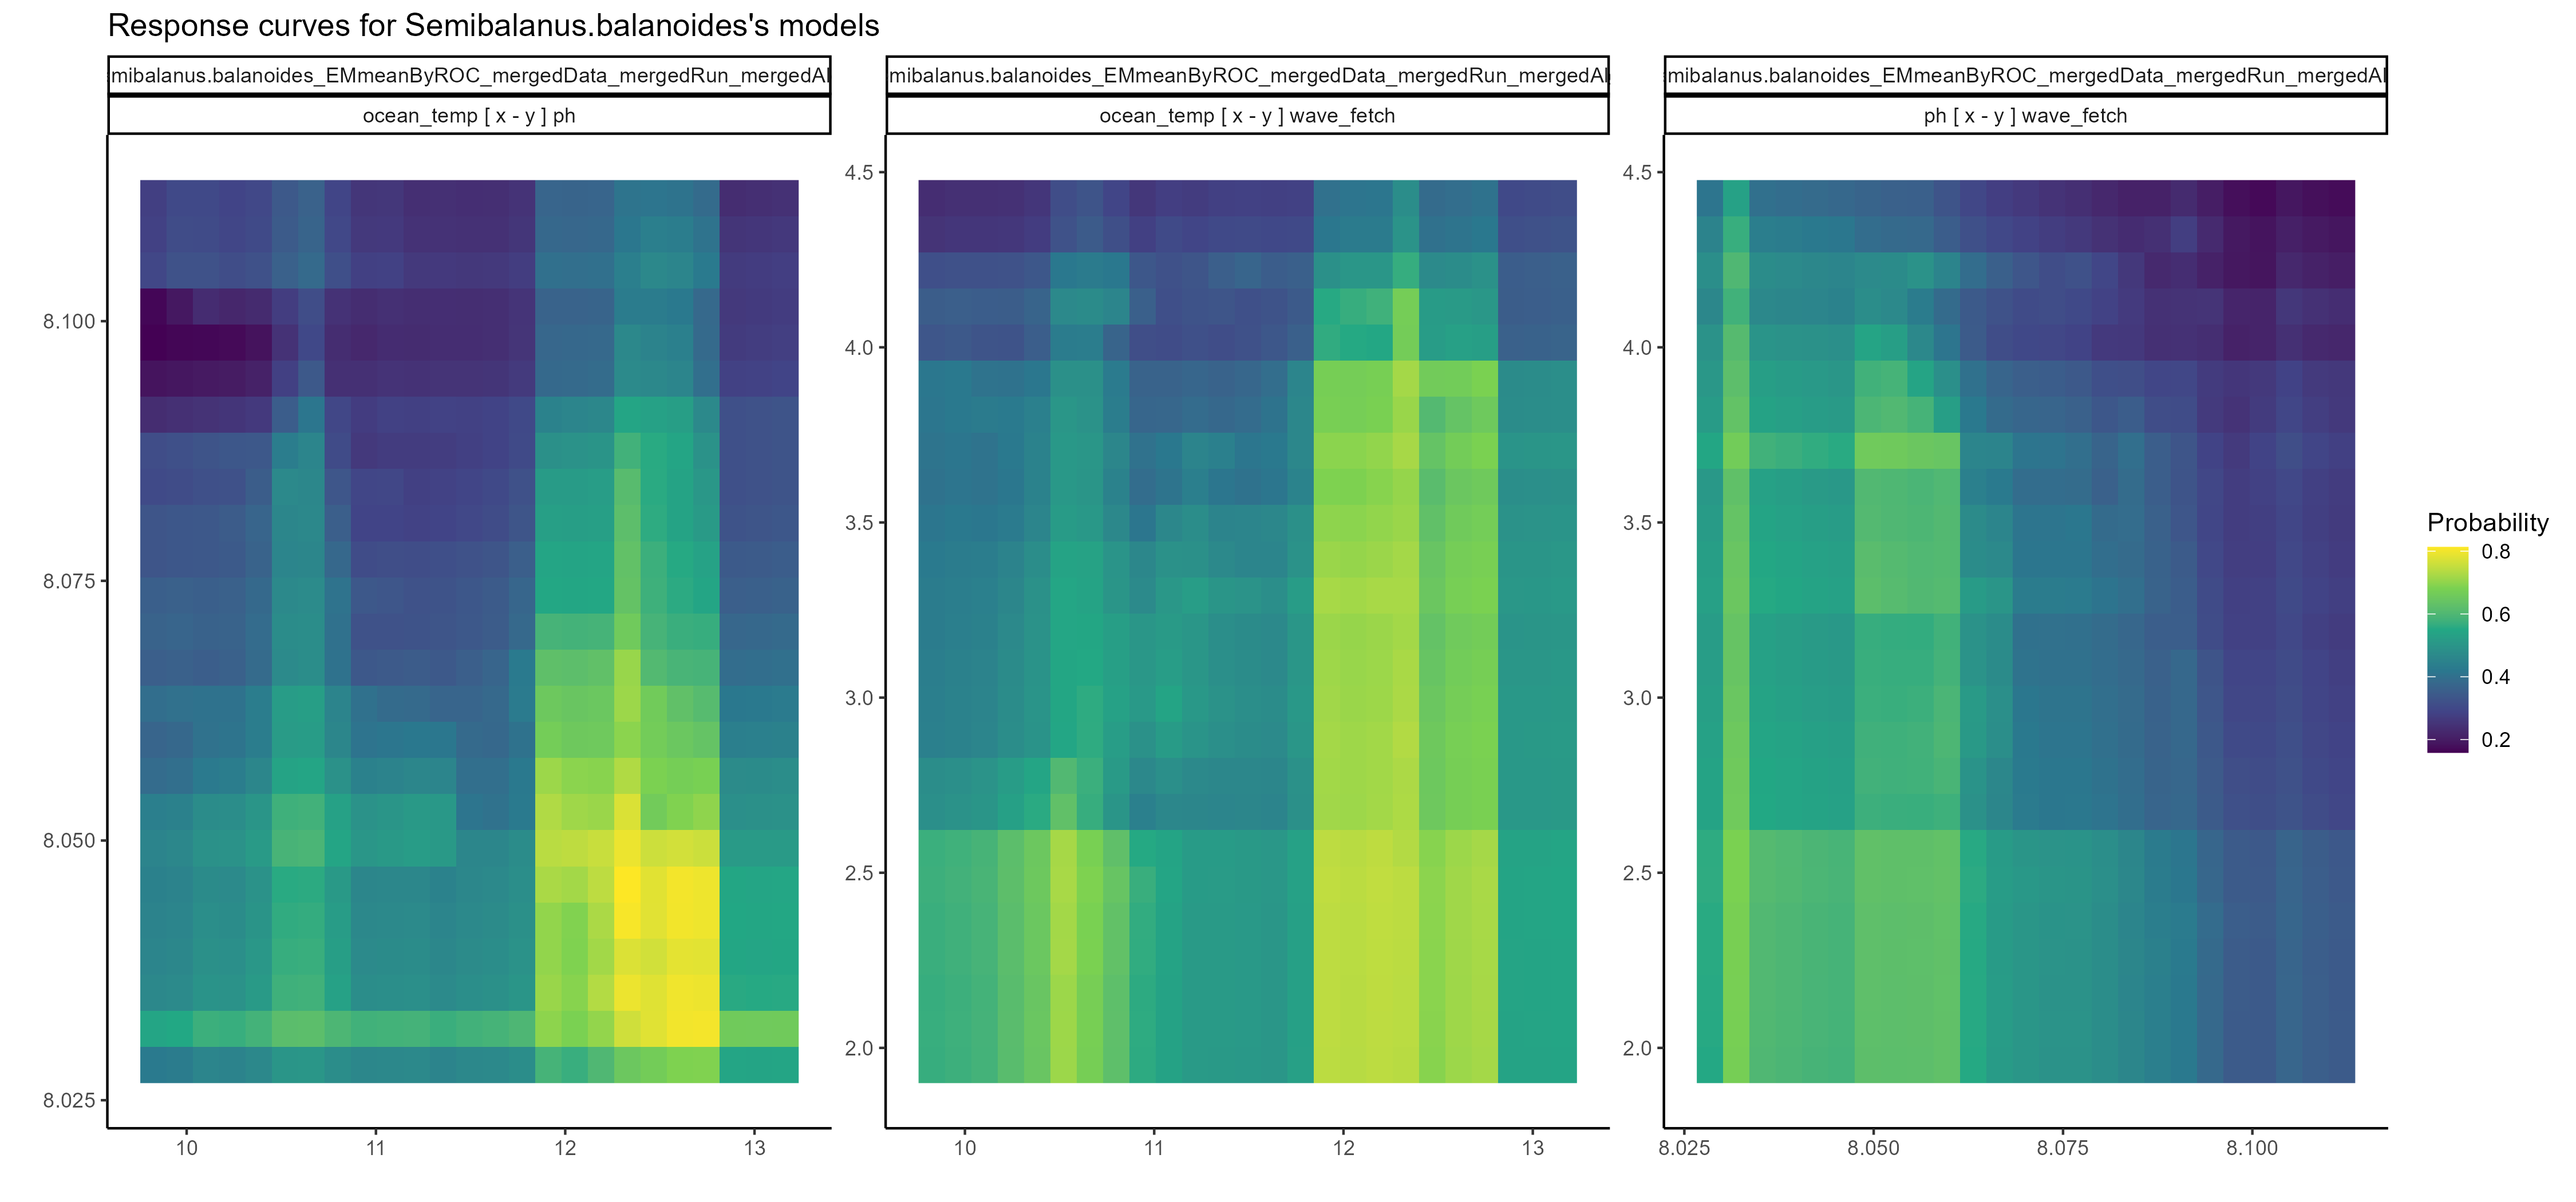 Response curves for Semibalanus.balanoides's models
mibalanus.balanoides_EMmeanByROC_mergedData_mergedRun_mergedAl
mibalanus.balanoides_EMmeanByROC_mergedData_mergedRun_mergedAl
mibalanus.balanoides_EMmeanByROC_mergedData_mergedRun_mergedAl
ocean_temp [ x - y ] ph
ocean_temp [ x - y ] wave_fetch
ph [ x - y ] wave_fetch
8.100
8.075
8.050
8.025
10 11 12 13
4.5
4.0
3.5
3.0
2.5
2.0
10 11 12 13
4.5
4.0
3.5
3.0
2.5
2.0
8.025 8.050 8.075 8.100
Probability
0.8
0.6
0.4
0.2